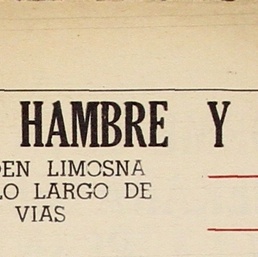 HAMBRE Y
DEN LIMOSNA
LO LARGO DE
VIAS